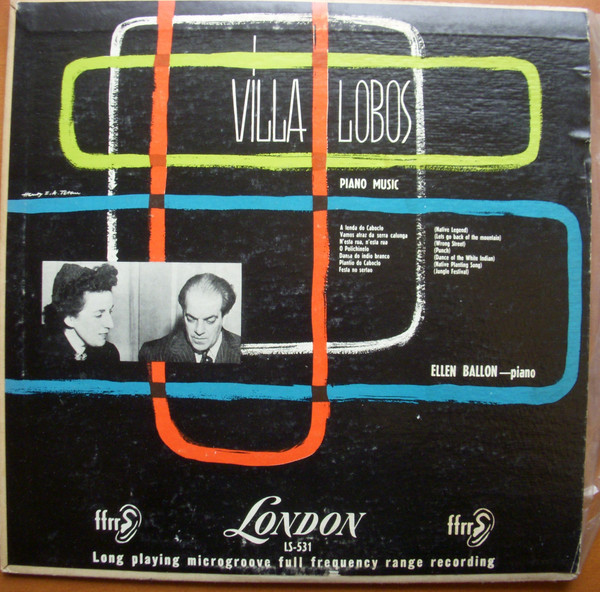 VILLA LOBOS
PIANO MUSIC
A lenda do Caboclo (Native Legend)
Vamos atras da serra calunga (Lets go back of the mountain)
N'esta rua, n'esta rua (Wrong Street)
O Polichinelo (Punch)
Dansa do indio branco (Dance of the White Indian)
Plantio do Caboclo (Native Planting Song)
Festa no sertao (Jungle Festival)
ELLEN BALLON—piano
ffrr LONDON ffrr
LS-531
Long playing microgroove full frequency range recording